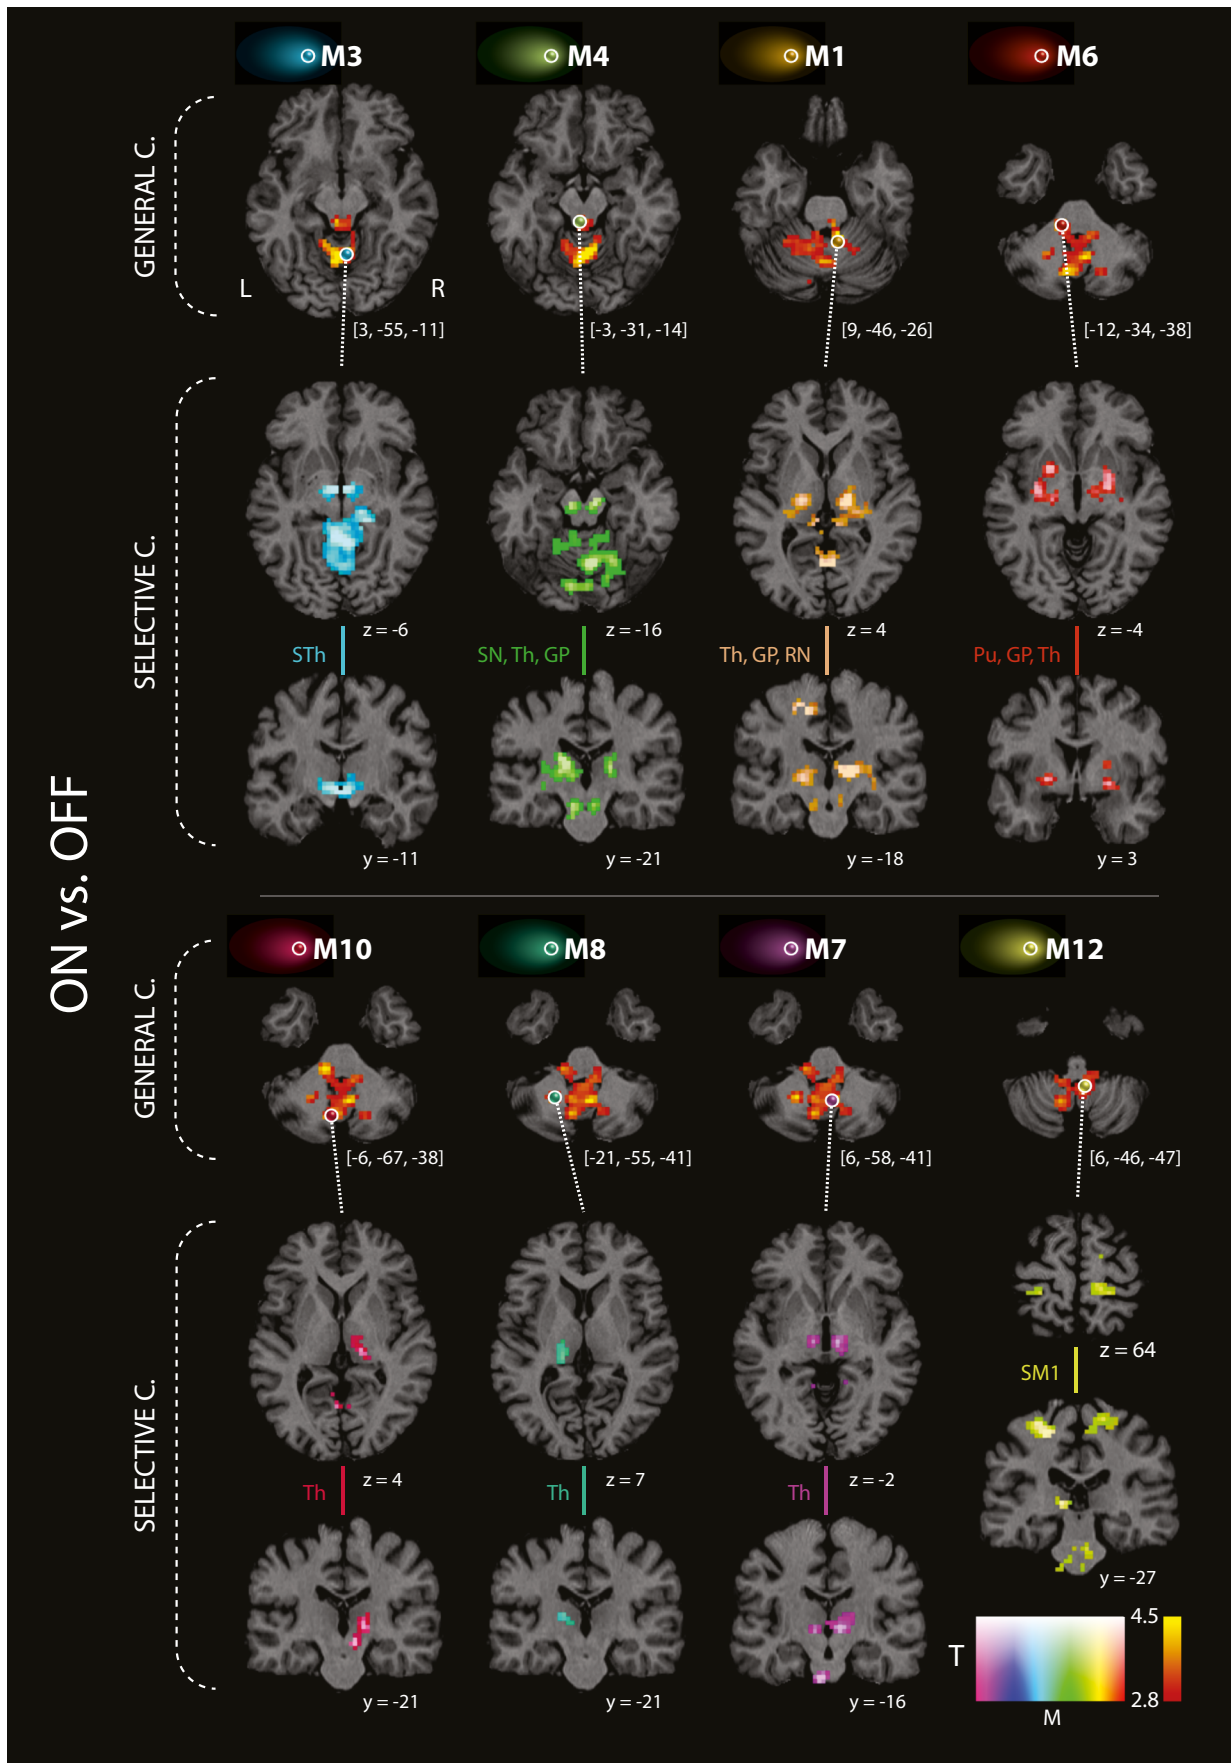 ON vs. OFF
M3
M4
M1
M6
GENERAL C.
L
R
[3, -55, -11]
[-3, -31, -14]
[9, -46, -26]
[-12, -34, -38]
SELECTIVE C.
z = -6
z = -16
z = 4
z = -4
STh
SN, Th, GP
Th, GP, RN
Pu, GP, Th
y = -11
y = -21
y = -18
y = 3
M10
M8
M7
M12
GENERAL C.
[-6, -67, -38]
[-21, -55, -41]
[6, -58, -41]
[6, -46, -47]
SELECTIVE C.
z = 4
z = 7
z = -2
z = 64
Th
Th
Th
SM1
y = -21
y = -21
y = -16
y = -27
T
4.5
2.8
M